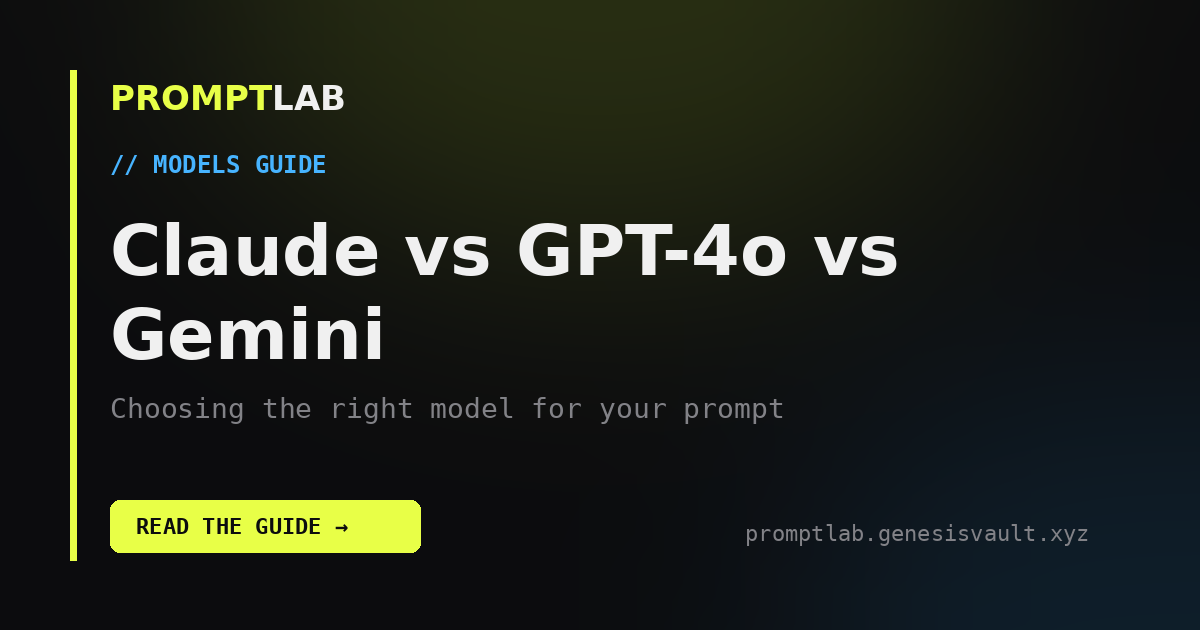 PROMPTLAB
// MODELS GUIDE
Claude vs GPT-4o vs
Gemini
Choosing the right model for your prompt
READ THE GUIDE →
promptlab.genesisvault.xyz